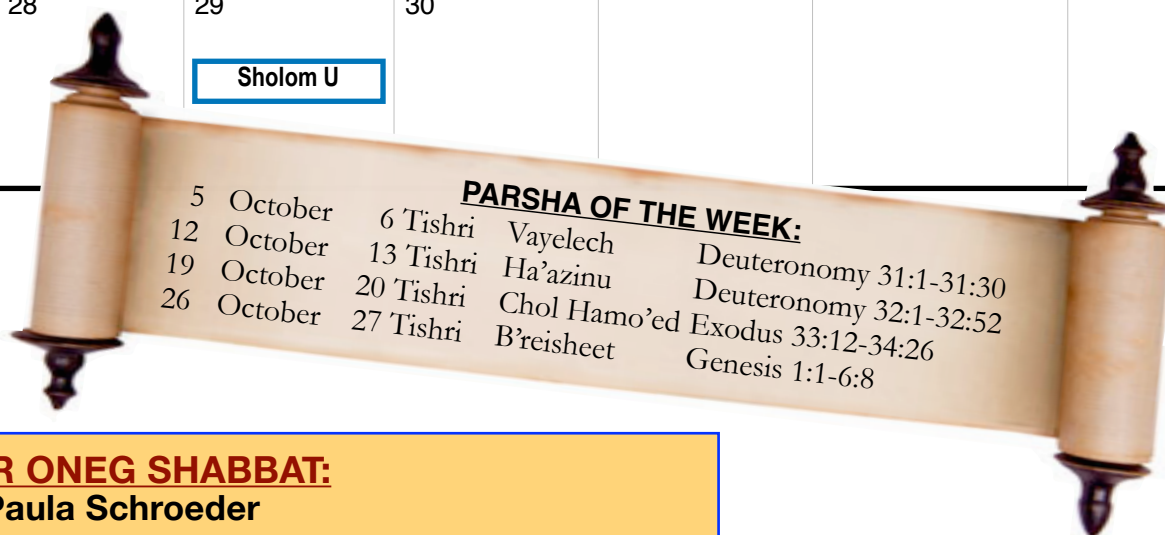 28 29 30
Sholom U
PARSHA OF THE WEEK:
5 October 6 Tishri Vayelech Deuteronomy 31:1-31:30
12 October 13 Tishri Ha’azinu Deuteronomy 32:1-32:52
19 October 20 Tishri Chol Hamo’ed Exodus 33:12-34:26
26 October 27 Tishri B’reisheet Genesis 1:1-6:8
R ONEG SHABBAT:
Paula Schroeder